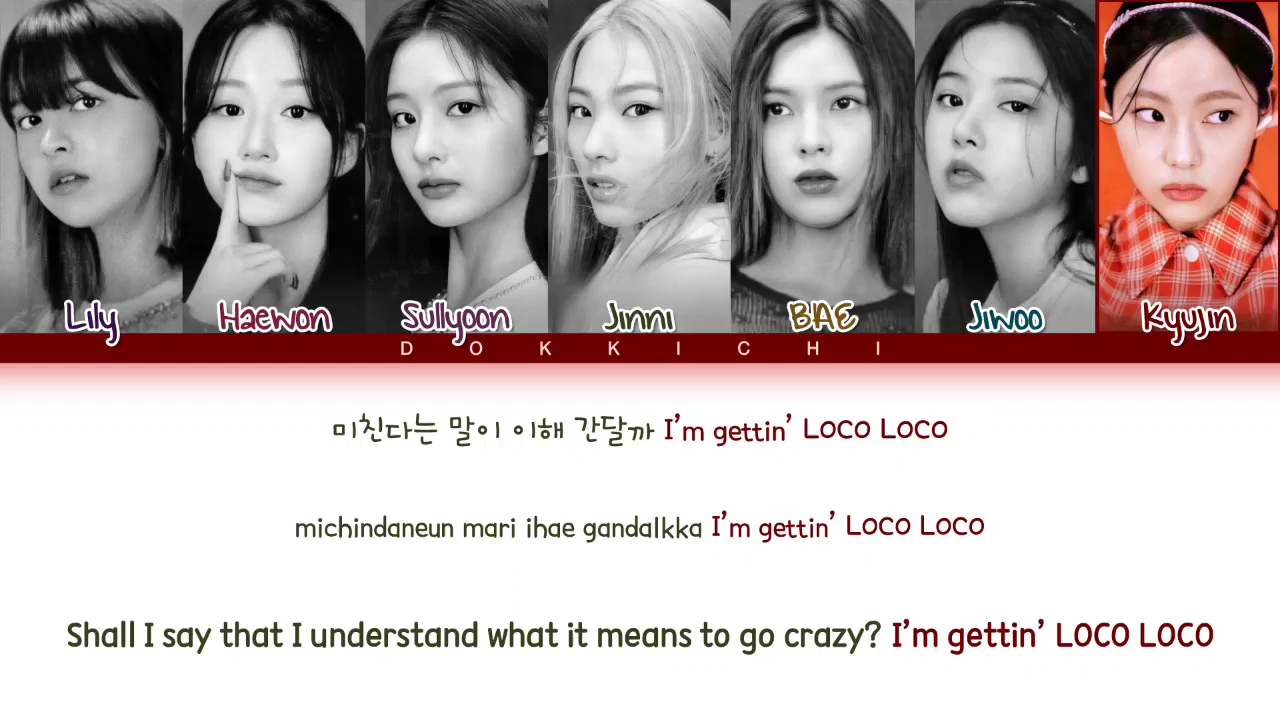 Lily Haewon Sullyoon Jinni BAE Jiwoo Kyujin
DOKKICHI
미친다는 말이 이해 간달까 I'm gettin' LOCO LOCO
michindaneun mari ihae gandalkka I'm gettin' LOCO LOCO
Shall I say that I understand what it means to go crazy? I'm gettin' LOCO LOCO